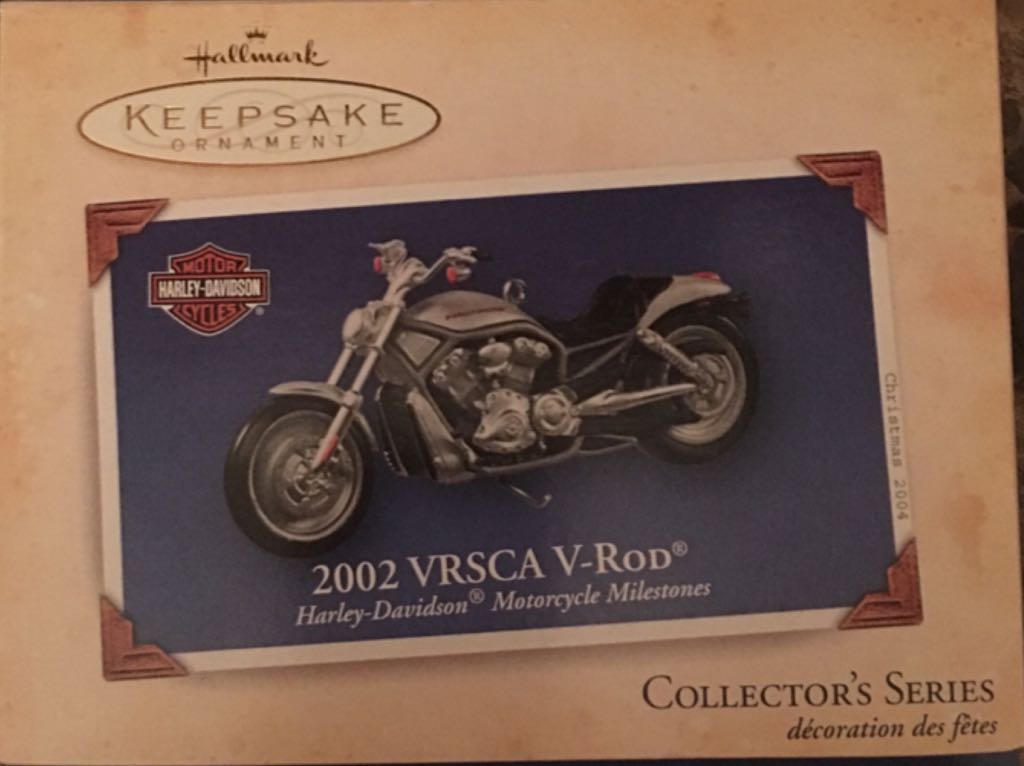 Hallmark
KEEPSAKE
ORNAMENT
MOTOR
HARLEY-DAVIDSON
CYCLES
®
Christmas 2004
2002 VRSCA V-ROD®
Harley-Davidson® Motorcycle Milestones
COLLECTOR'S SERIES
décoration des fêtes